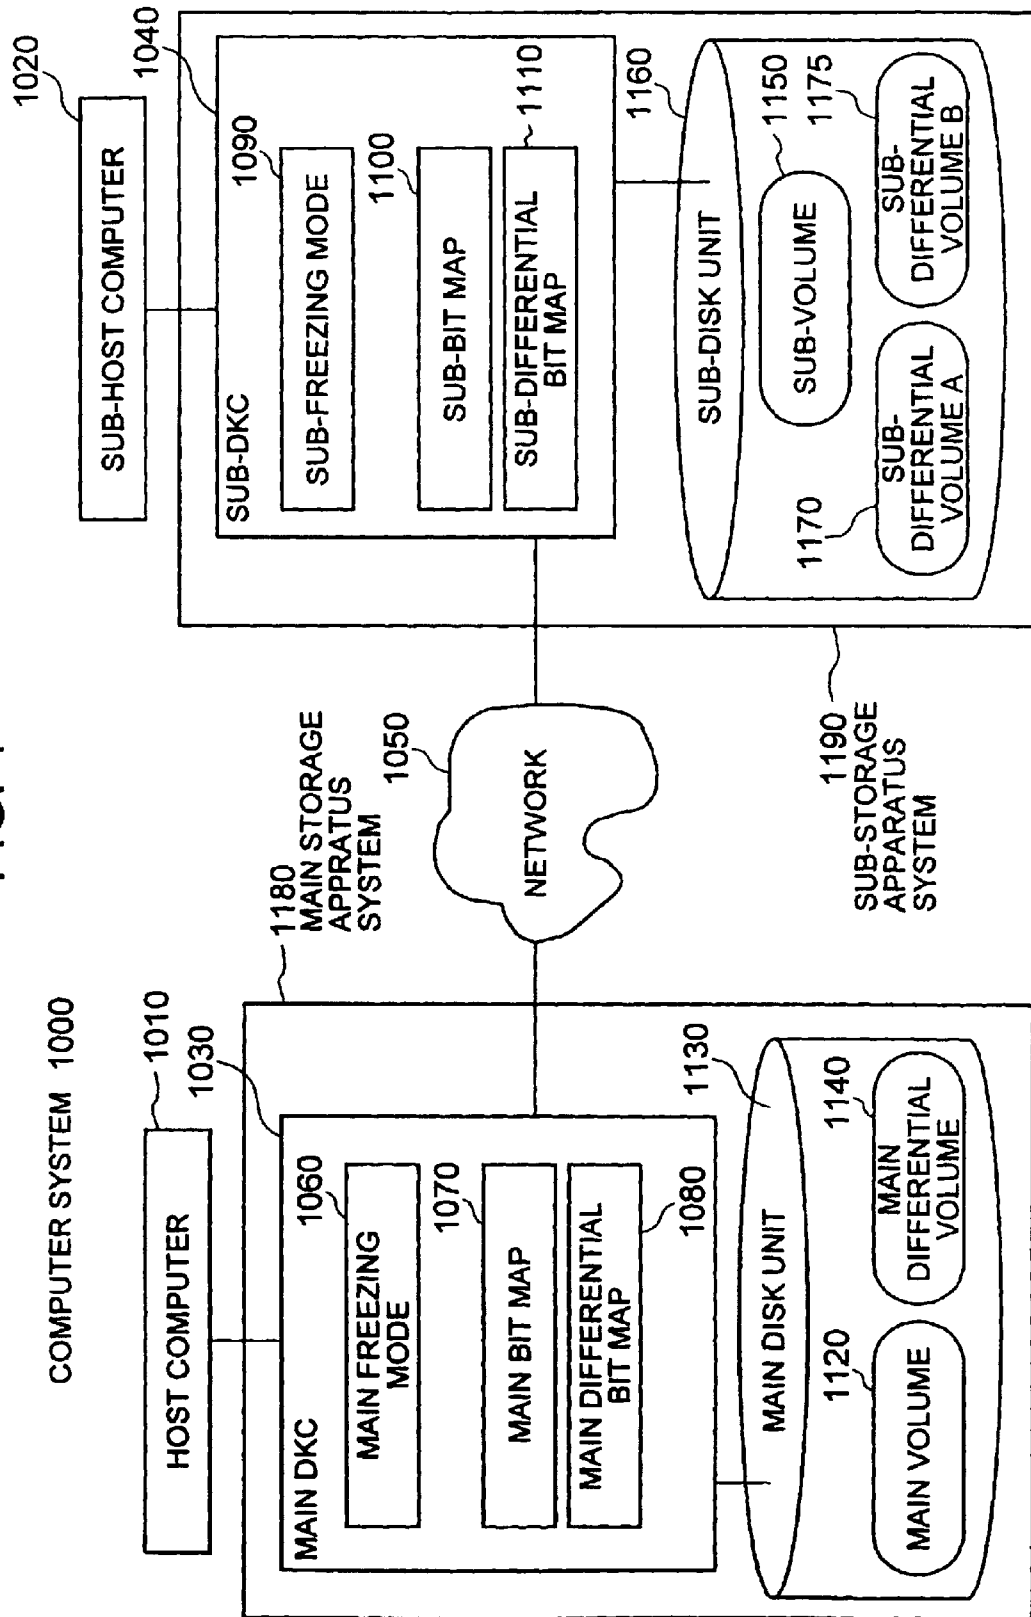 COMPUTER SYSTEM 1000
HOST COMPUTER
1010
1030
MAIN DKC
1060
MAIN FREEZING
MODE
1070
MAIN BIT MAP
MAIN DIFFERENTIAL
BIT MAP
1080
1130
MAIN DISK UNIT
1120
MAIN VOLUME
1140
MAIN
DIFFERENTIAL
VOLUME
1180
MAIN STORAGE
APPRATUS
SYSTEM
1050
NETWORK
1190
SUB-STORAGE
APPARATUS
SYSTEM
1020
SUB-HOST COMPUTER
1040
SUB-DKC
1090
SUB-FREEZING MODE
1100
SUB-BIT MAP
SUB-DIFFERENTIAL
BIT MAP
1110
1160
SUB-DISK UNIT
1150
SUB-VOLUME
1170
SUB-
DIFFERENTIAL
VOLUME A
1175
SUB-
DIFFERENTIAL
VOLUME B